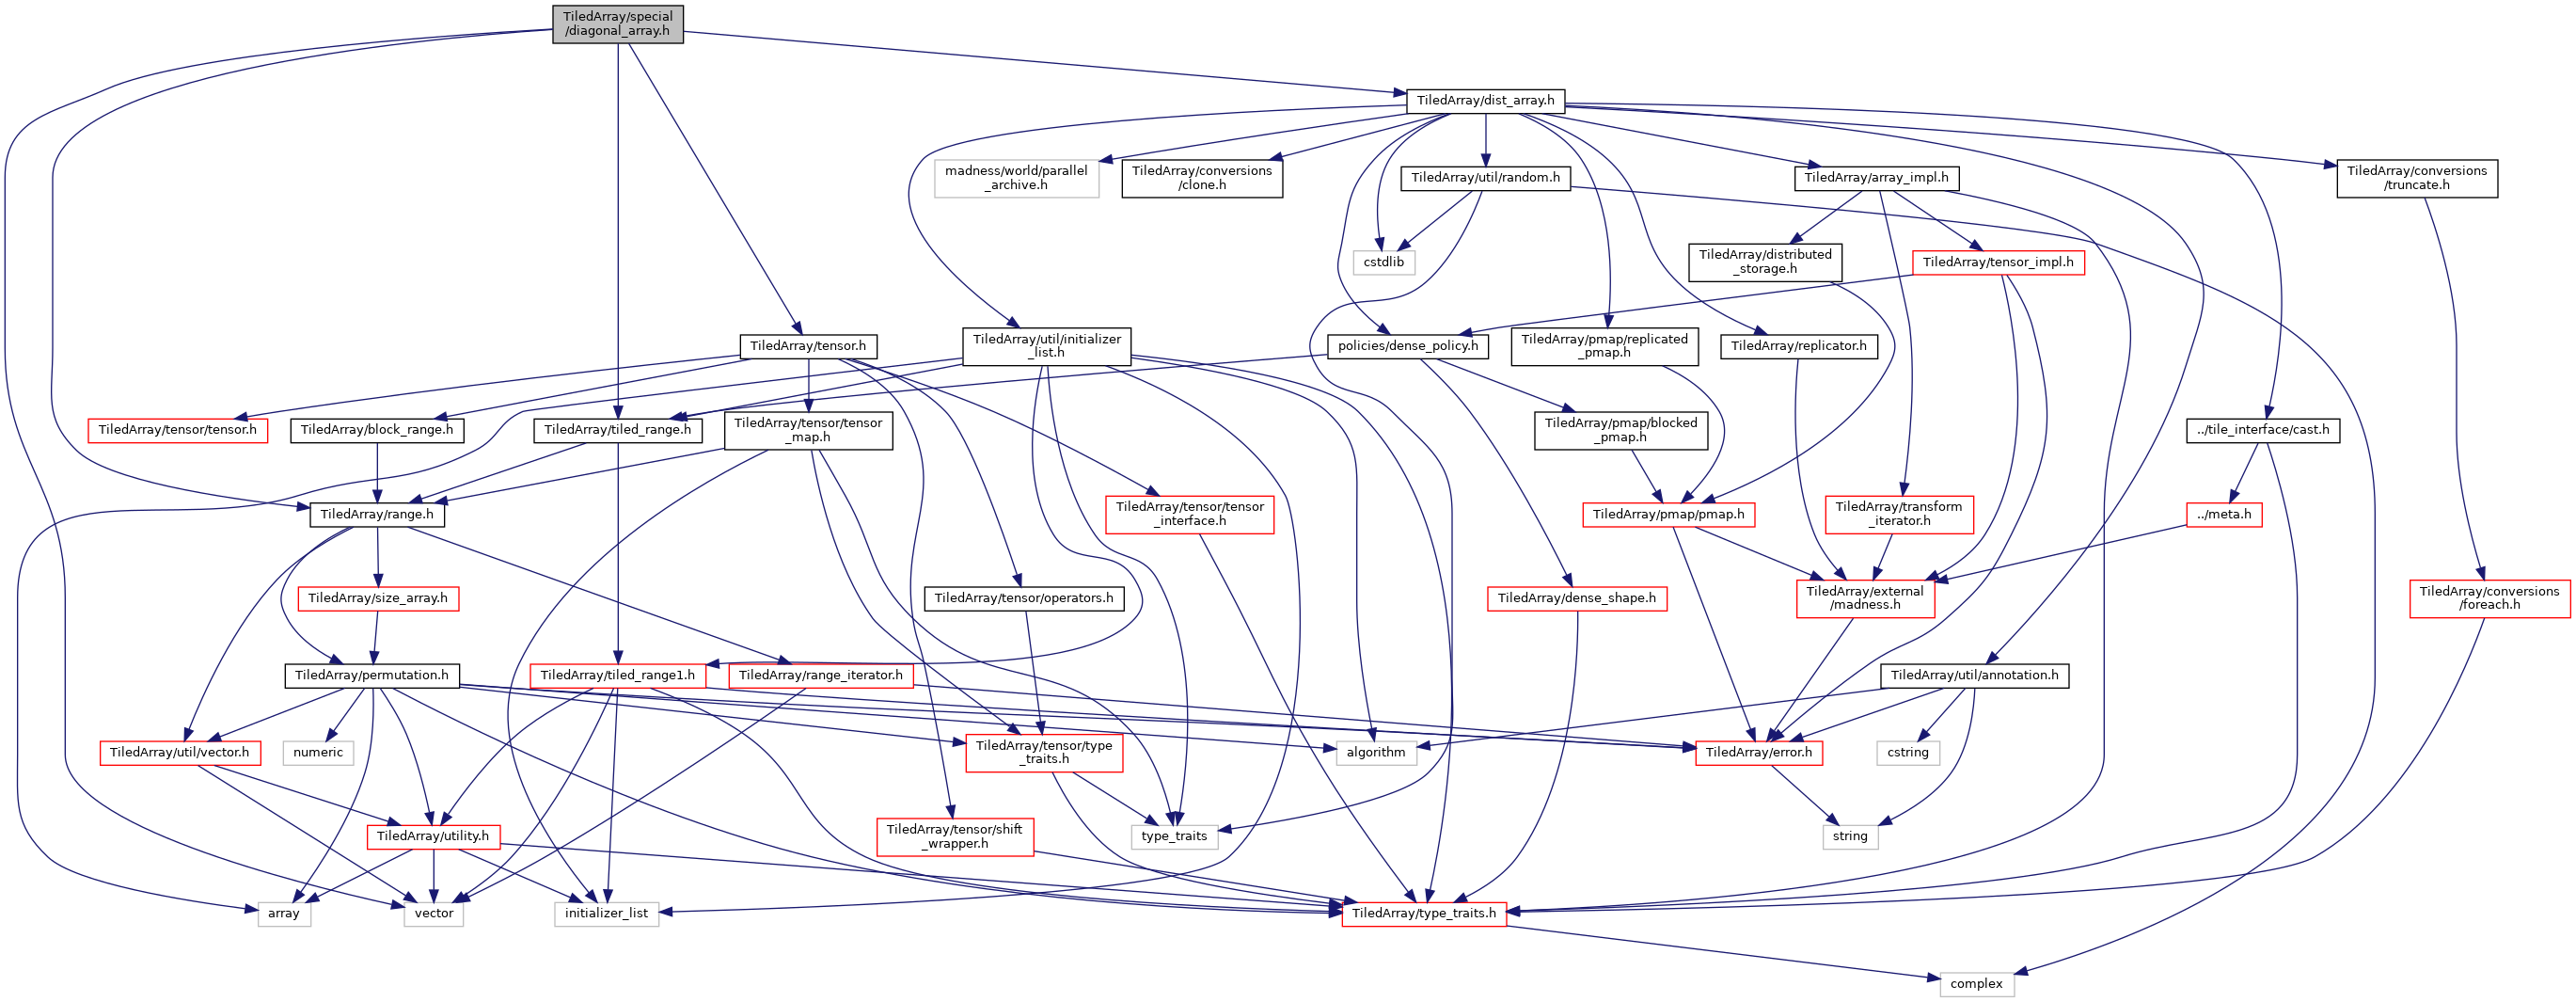 TiledArray/special
/diagonal_array.h
TiledArray/dist_array.h
madness/world/parallel
_archive.h
TiledArray/conversions
/clone.h
TiledArray/util/random.h
TiledArray/array_impl.h
TiledArray/conversions
/truncate.h
cstdlib
TiledArray/distributed
_storage.h
TiledArray/tensor_impl.h
TiledArray/tensor.h
TiledArray/util/initializer
_list.h
policies/dense_policy.h
TiledArray/pmap/replicated
_pmap.h
TiledArray/replicator.h
TiledArray/tensor/tensor.h
TiledArray/block_range.h
TiledArray/tiled_range.h
TiledArray/tensor/tensor
_map.h
TiledArray/pmap/blocked
_pmap.h
../tile_interface/cast.h
TiledArray/range.h
TiledArray/tensor/tensor
_interface.h
TiledArray/pmap/pmap.h
TiledArray/transform
_iterator.h
../meta.h
TiledArray/size_array.h
TiledArray/tensor/operators.h
TiledArray/dense_shape.h
TiledArray/external
/madness.h
TiledArray/conversions
/foreach.h
TiledArray/permutation.h
TiledArray/tiled_range1.h
TiledArray/range_iterator.h
TiledArray/util/annotation.h
TiledArray/util/vector.h
numeric
TiledArray/tensor/type
_traits.h
algorithm
TiledArray/error.h
cstring
TiledArray/utility.h
TiledArray/tensor/shift
_wrapper.h
type_traits
string
array
vector
initializer_list
TiledArray/type_traits.h
complex